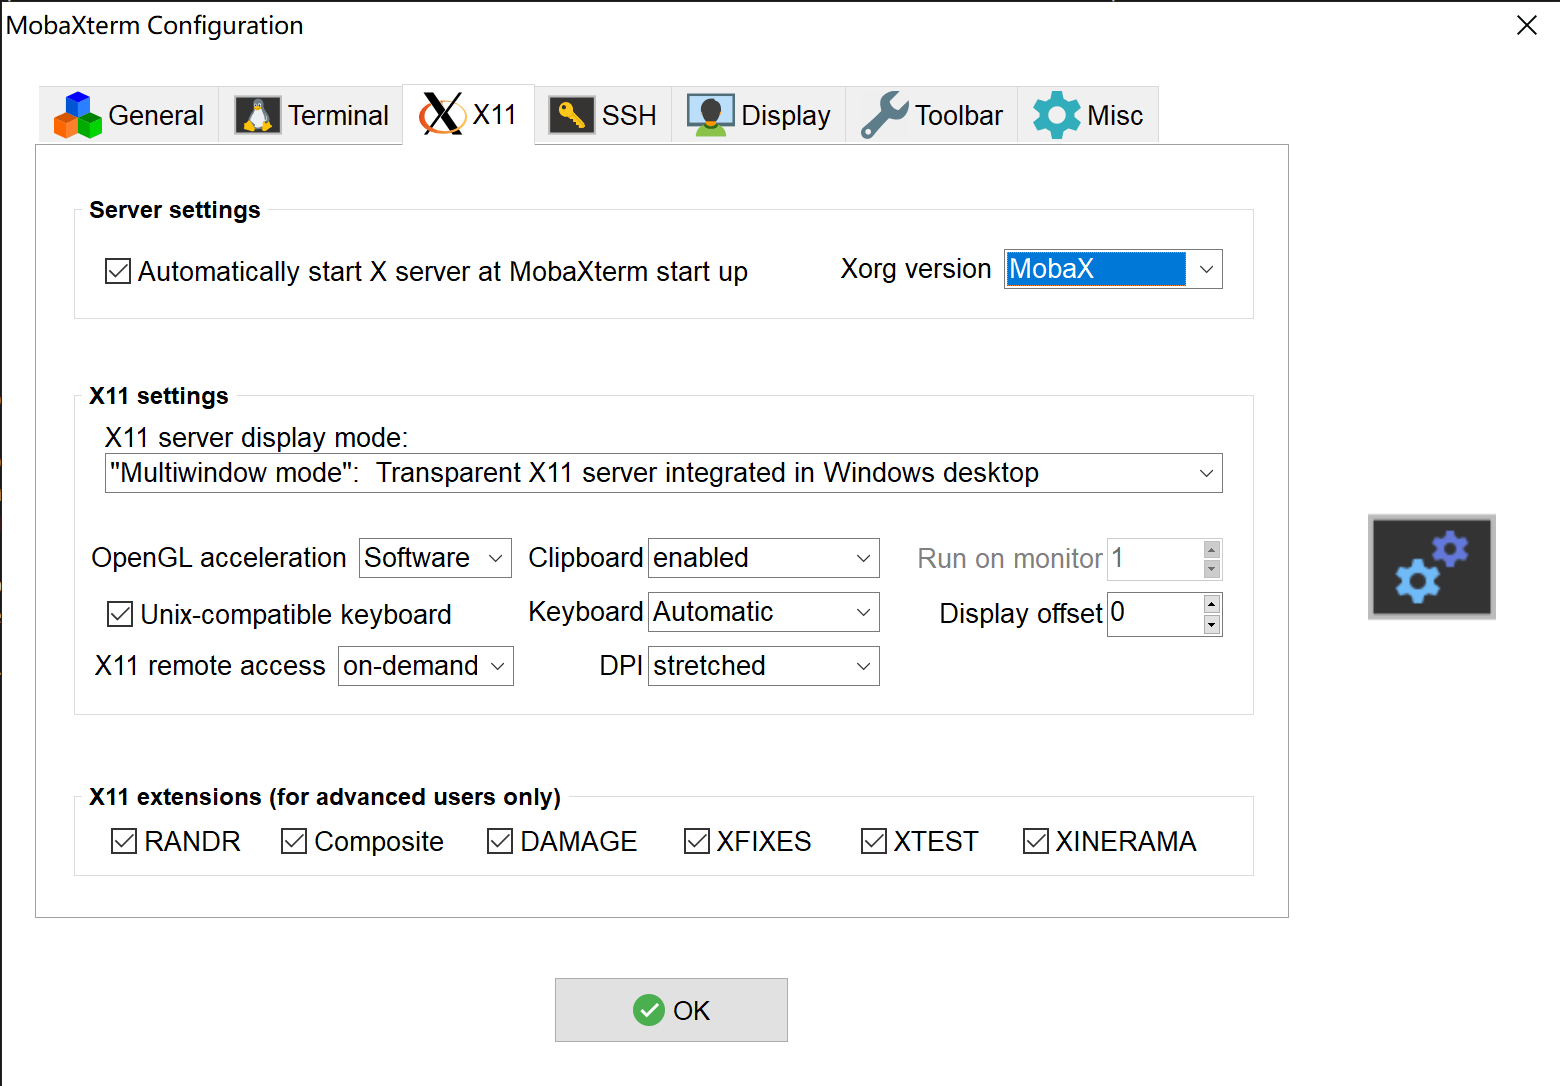 MobaXterm Configuration
General Terminal X11 SSH Display Toolbar Misc
Server settings
Automatically start X server at MobaXterm start up Xorg version MobaX
X11 settings
X11 server display mode:
"Multiwindow mode": Transparent X11 server integrated in Windows desktop
OpenGL acceleration Software Clipboard enabled Run on monitor 1
Unix-compatible keyboard Keyboard Automatic Display offset 0
X11 remote access on-demand DPI stretched
X11 extensions (for advanced users only)
RANDR Composite DAMAGE XFIXES XTEST XINERAMA
OK